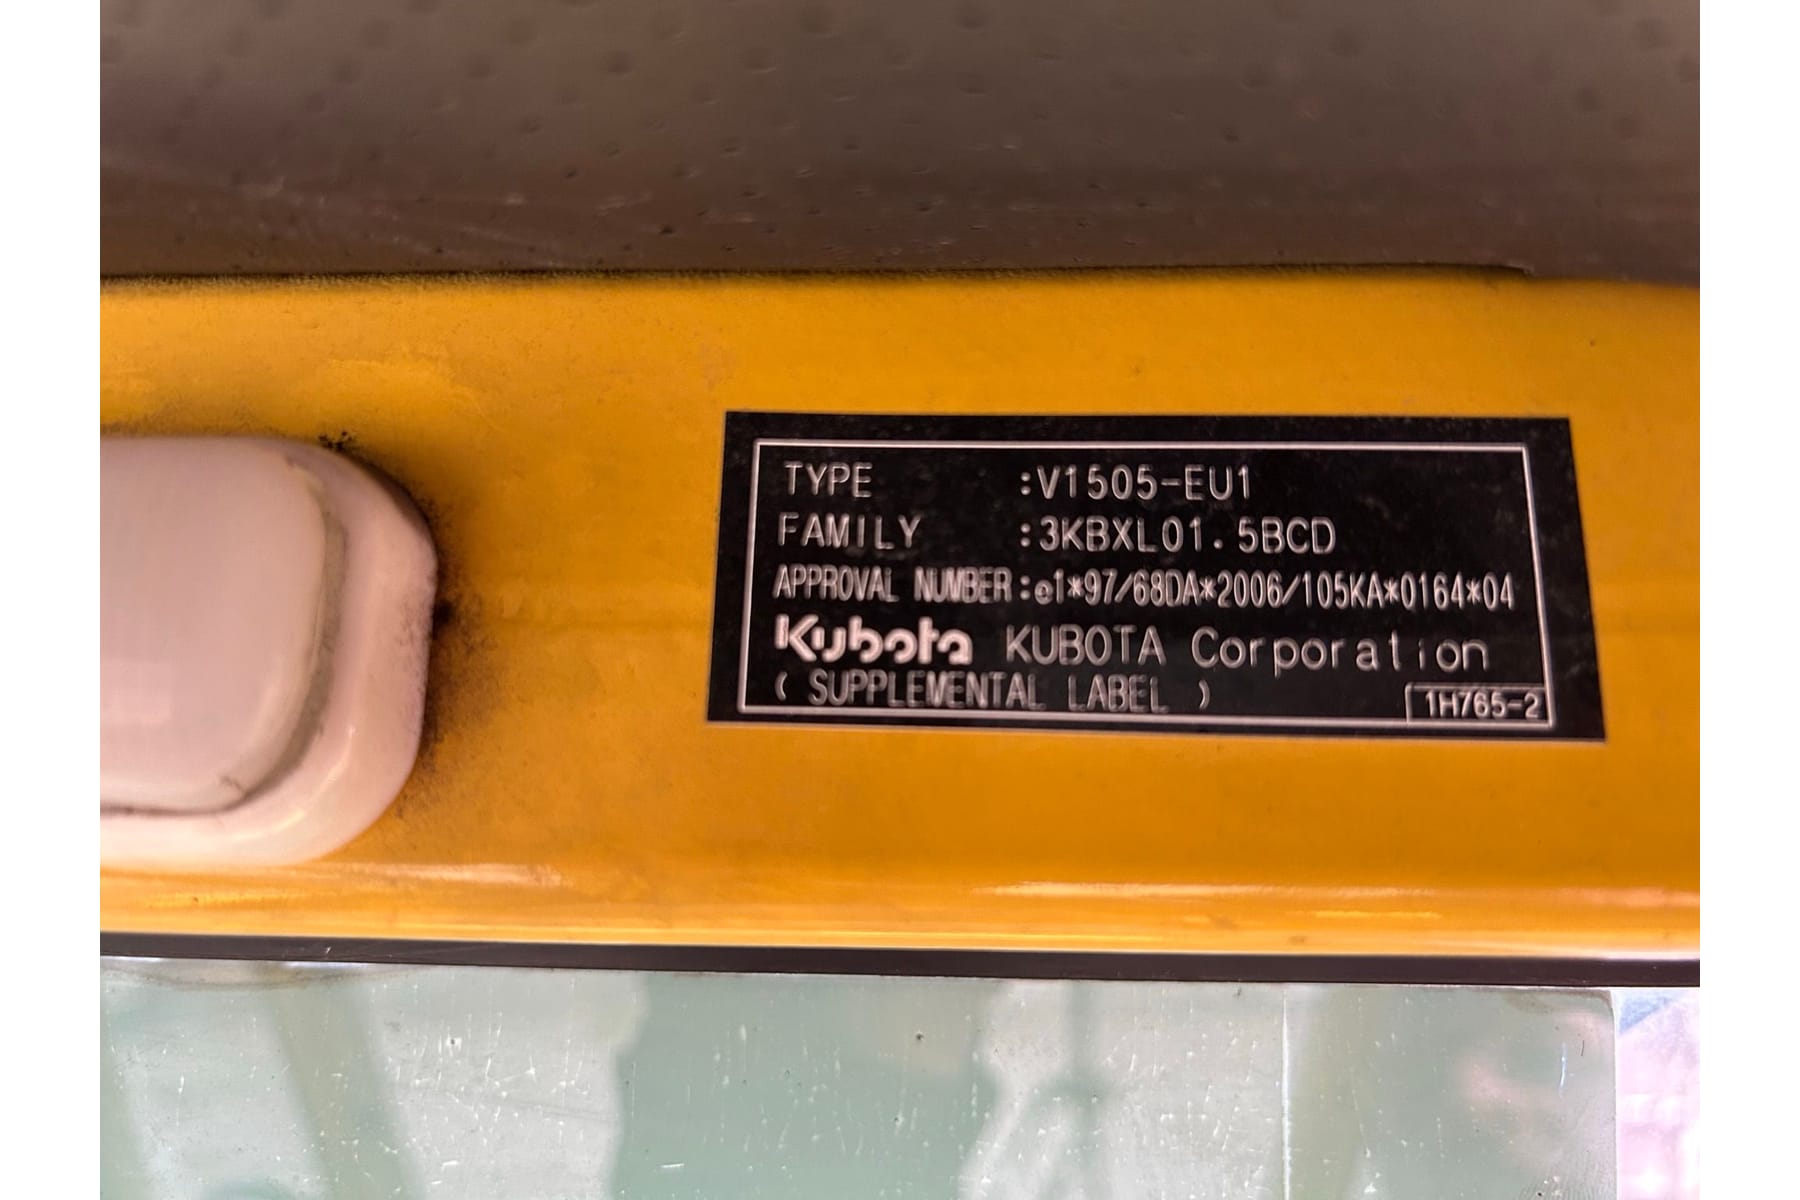 TYPE :V1505-EU1
FAMILY :3KBXL01.5BCD
APPROVAL NUMBER:e1*97/68DA*2006/105KA*0164*04
Kubota KUBOTA Corporation
( SUPPLEMENTAL LABEL )
1H765-2